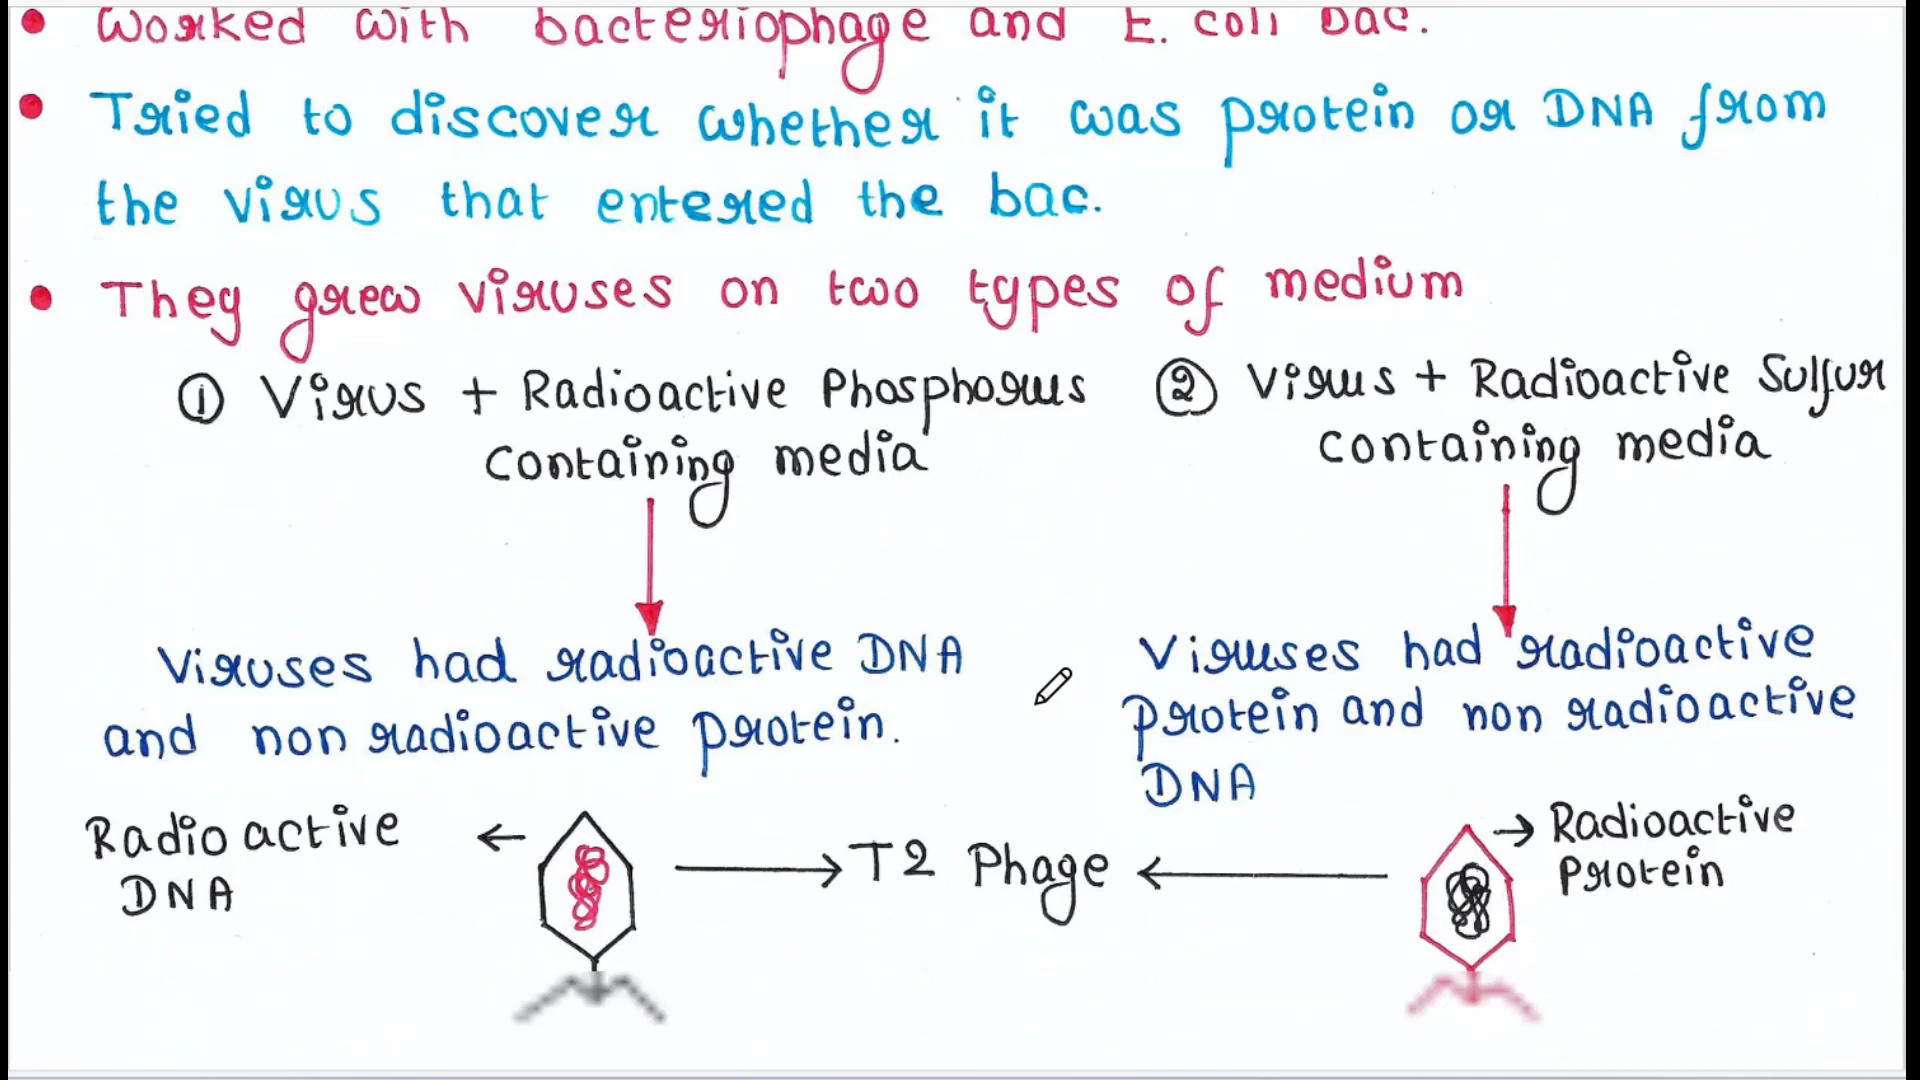 • Worked with bacteriophage and E. coli bac.
• Tried to discover whether it was protein or DNA from
the virus that entered the bac.
• They grew viruses on two types of medium
① Virus + Radioactive Phosphorus
containing media
② Virus + Radioactive Sulfur
containing media
Viruses had radioactive DNA
and non radioactive protein.
Viruses had radioactive
protein and non radioactive
DNA
Radioactive
DNA
T2 Phage
Radioactive
Protein